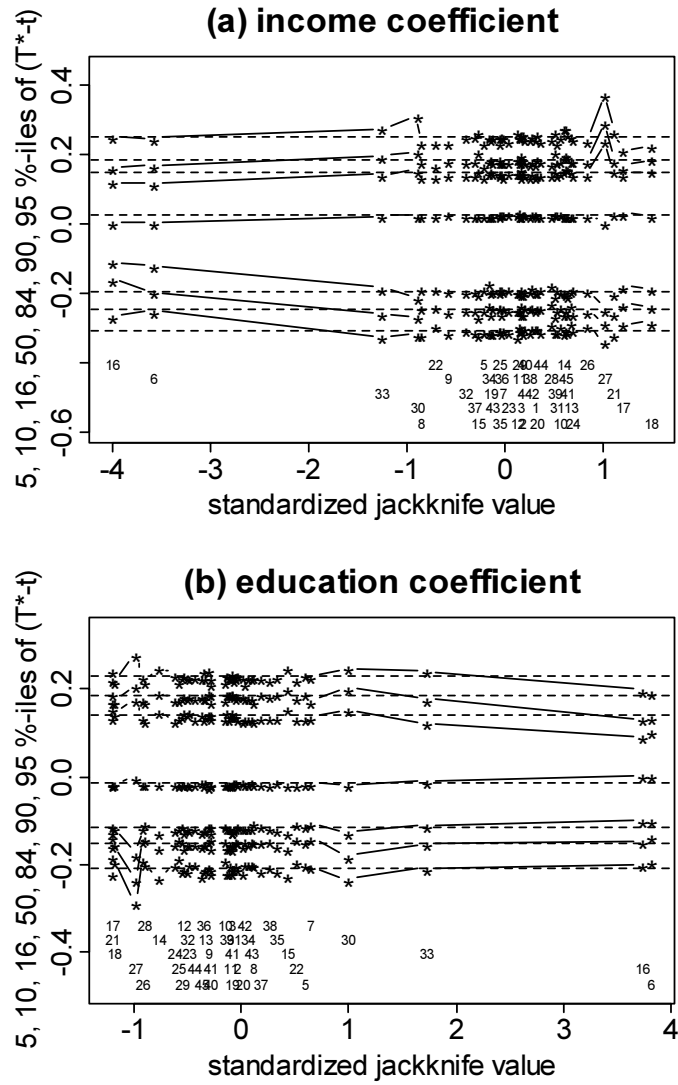 (a) income coefficient
5, 10, 16, 50, 84, 90, 95 %-iles of (T*-t)
0.4
0.2
0.0
-0.2
-0.6
16 22 5 25 40 44 14 26
6 9 34 36 11 38 28 45 27
33 32 19 7 42 39 41 21
30 37 43 23 3 1 31 13 17
8 15 35 12 2 20 10 24 18
-4 -3 -2 -1 0 1
standardized jackknife value
(b) education coefficient
5, 10, 16, 50, 84, 90, 95 %-iles of (T*-t)
0.2
0.0
-0.2
-0.4
17 28 12 36 10 3 42 38 7
21 14 32 13 34 35 30
18 24 23 9 41 43 15 33
27 25 44 41 11 2 8 22 16
26 29 40 19 20 37 5 6
-1 0 1 2 3 4
standardized jackknife value